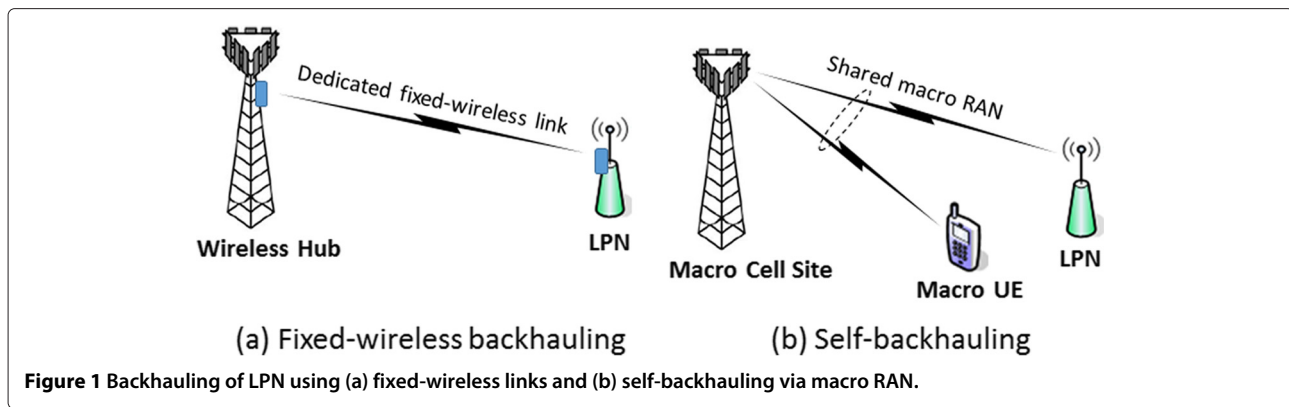 Dedicated fixed-wireless link
Wireless Hub
LPN
(a) Fixed-wireless backhauling
Shared macro RAN
Macro Cell Site
Macro UE
LPN
(b) Self-backhauling
Figure 1 Backhauling of LPN using (a) fixed-wireless links and (b) self-backhauling via macro RAN.